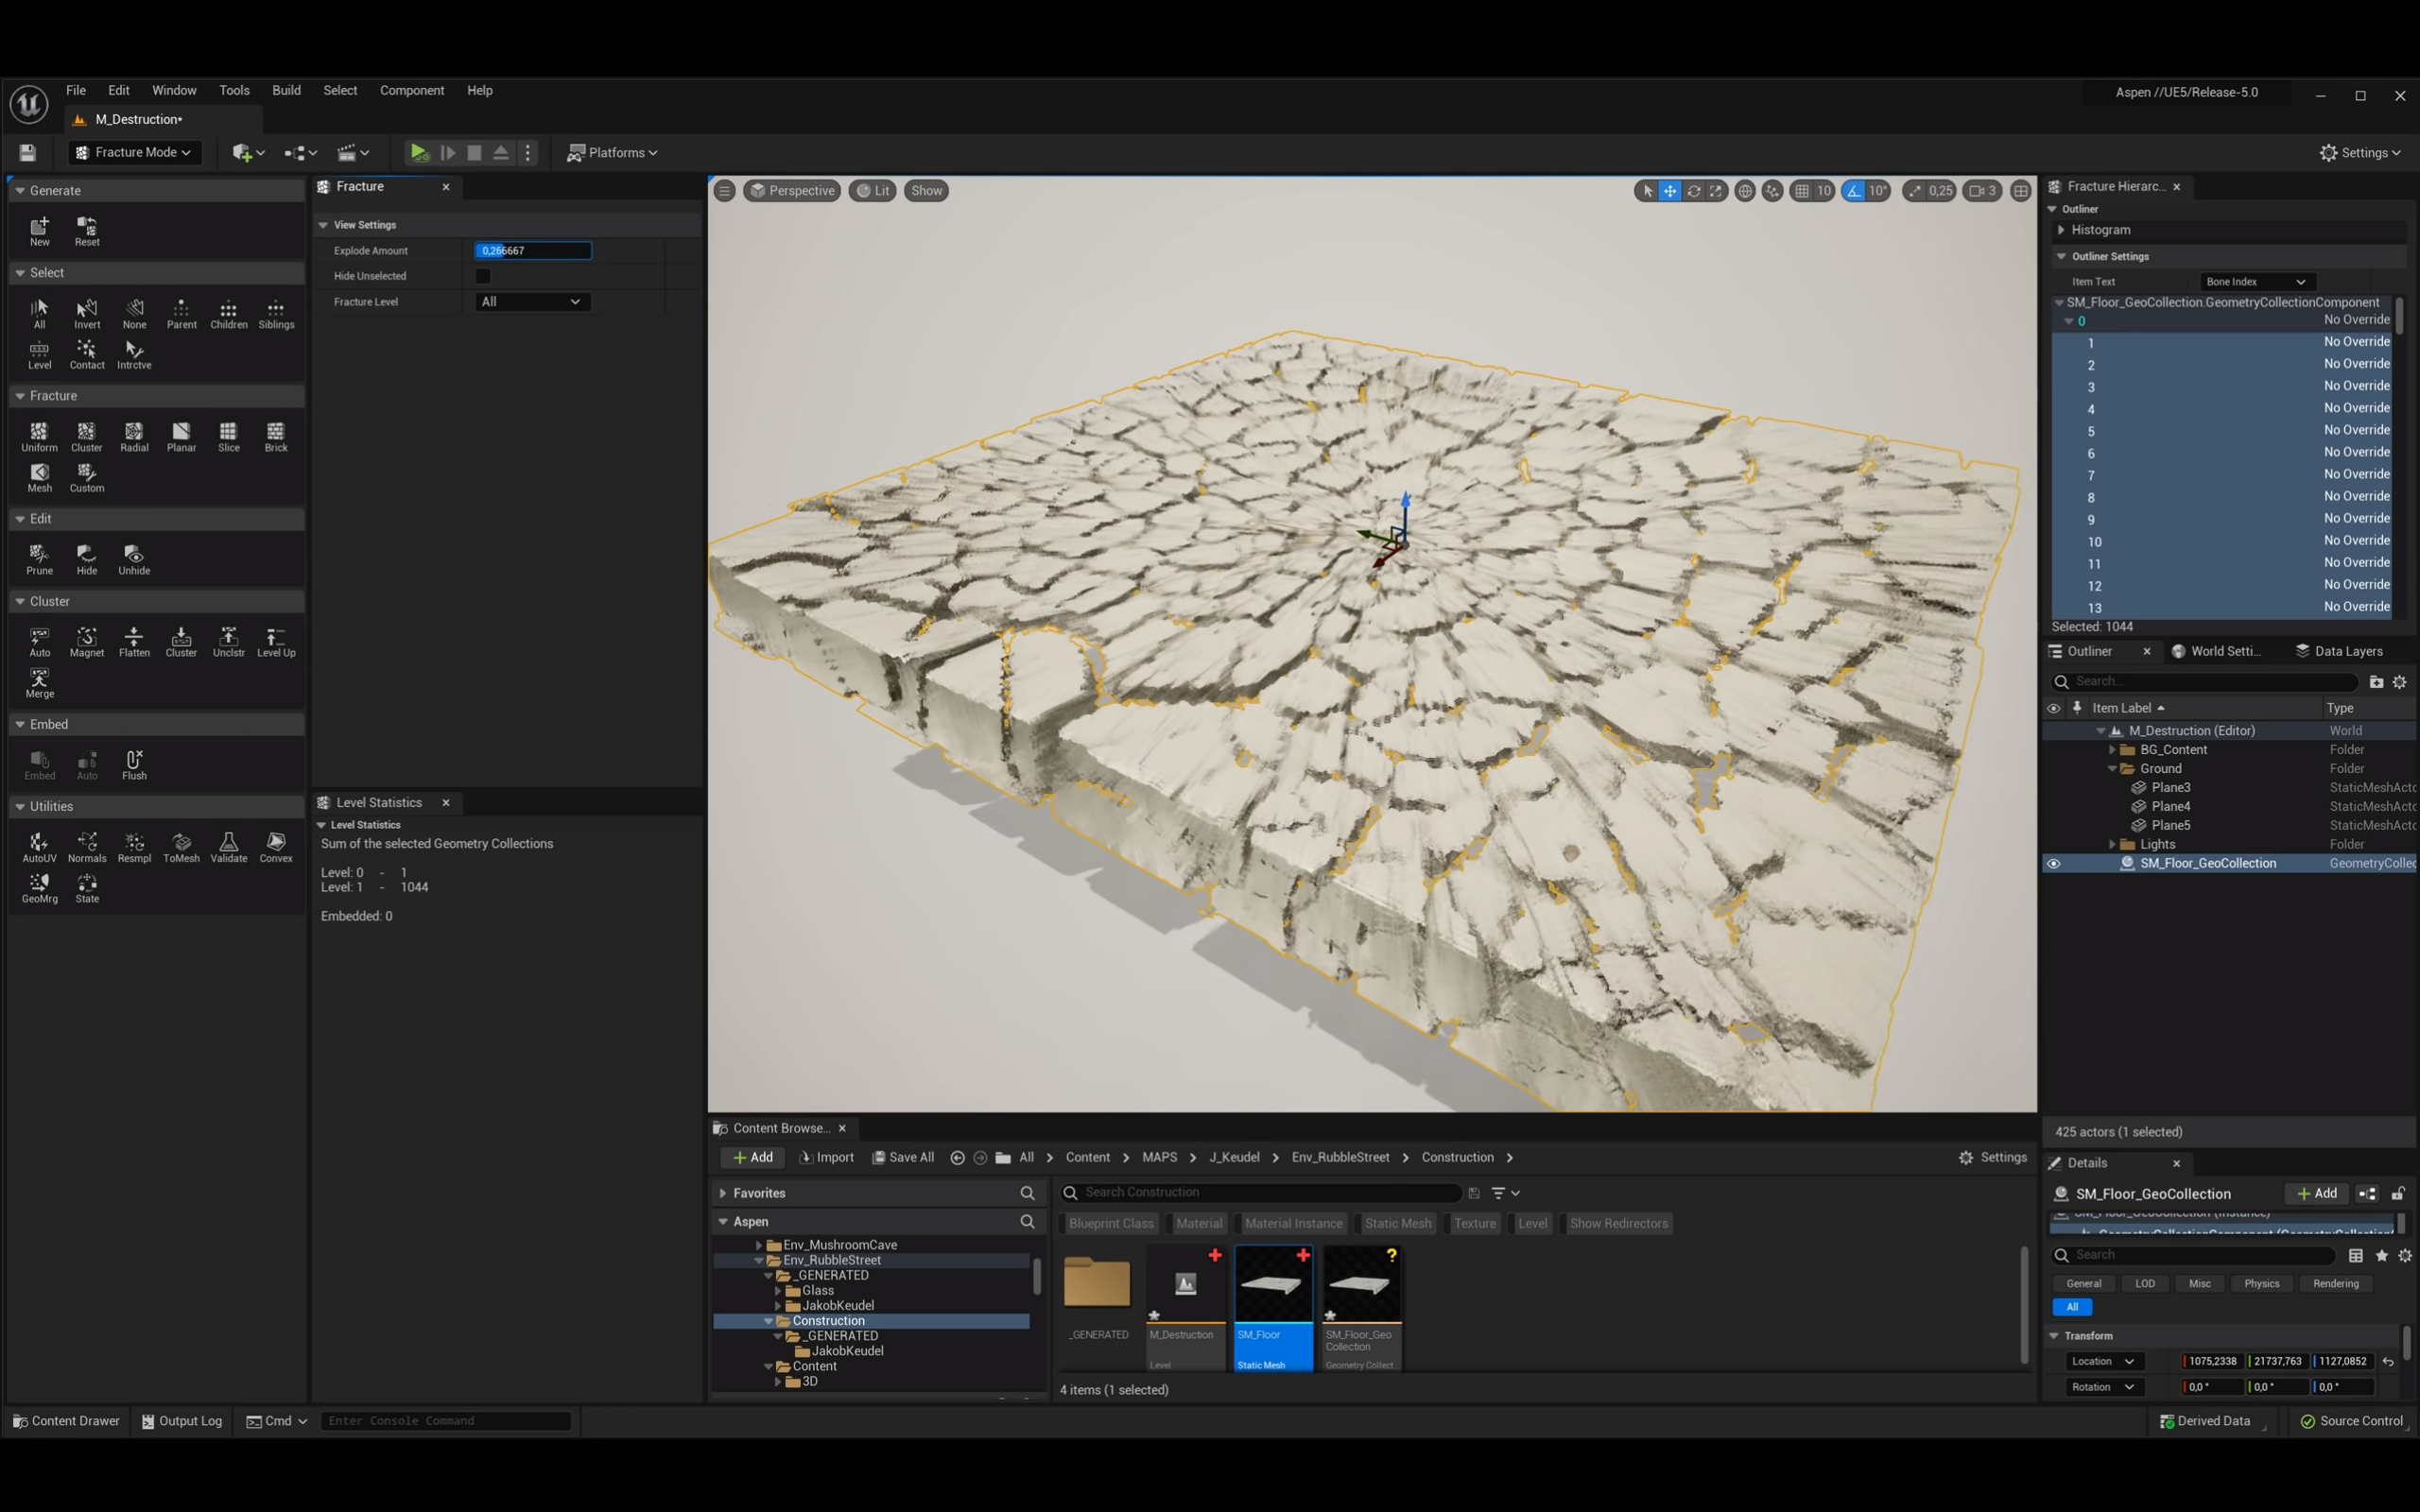 File Edit Window Tools Build Select Component Help
Aspen //UE5/Release-5.0
M_Destruction*
Fracture Mode
Platforms
Settings
Generate
New Reset
Select
All Invert None Parent Children Siblings
Level Contact Intrctve
Fracture
Uniform Cluster Radial Planar Slice Brick
Mesh Custom
Edit
Prune Hide Unhide
Cluster
Auto Magnet Flatten Cluster Unclstr Level Up
Merge
Embed
Embed Auto Flush
Utilities
AutoUV Normals Resmpl ToMesh Validate Convex
GeoMrg State
Fracture
View Settings
Explode Amount 0,266667
Hide Unselected
Fracture Level All
Level Statistics
Level Statistics
Sum of the selected Geometry Collections
Level: 0 - 1
Level: 1 - 1044
Embedded: 0
Perspective Lit Show
10 10° 0,25 3
Fracture Hierarc...
Outliner
Histogram
Outliner Settings
Item Text Bone Index
SM_Floor_GeoCollection.GeometryCollectionComponent
0 No Override
1 No Override
2 No Override
3 No Override
4 No Override
5 No Override
6 No Override
7 No Override
8 No Override
9 No Override
10 No Override
11 No Override
12 No Override
13 No Override
Selected: 1044
Outliner World Setti... Data Layers
Search...
Item Label Type
M_Destruction (Editor) World
BG_Content Folder
Ground Folder
Plane3 StaticMeshActo
Plane4 StaticMeshActo
Plane5 StaticMeshActo
Lights Folder
SM_Floor_GeoCollection GeometryCollec
425 actors (1 selected)
Details
SM_Floor_GeoCollection Add
SM_Floor_GeoCollection (Instance)
Search
General LOD Misc Physics Rendering
All
Transform
Location 1075,2338 21737,763 1127,0852
Rotation 0,0 ° 0,0 ° 0,0 °
Content Browse...
Add Import Save All All Content MAPS J_Keudel Env_RubbleStreet Construction Settings
Favorites
Aspen
Env_MushroomCave
Env_RubbleStreet
_GENERATED
Glass
JakobKeudel
Construction
_GENERATED
JakobKeudel
Content
3D
Search Construction
Blueprint Class Material Material Instance Static Mesh Texture Level Show Redirectors
_GENERATED
M_Destruction
Level
SM_Floor
Static Mesh
SM_Floor_Geo
Collection
Geometry Collect...
4 items (1 selected)
Content Drawer Output Log Cmd Enter Console Command
Derived Data Source Control